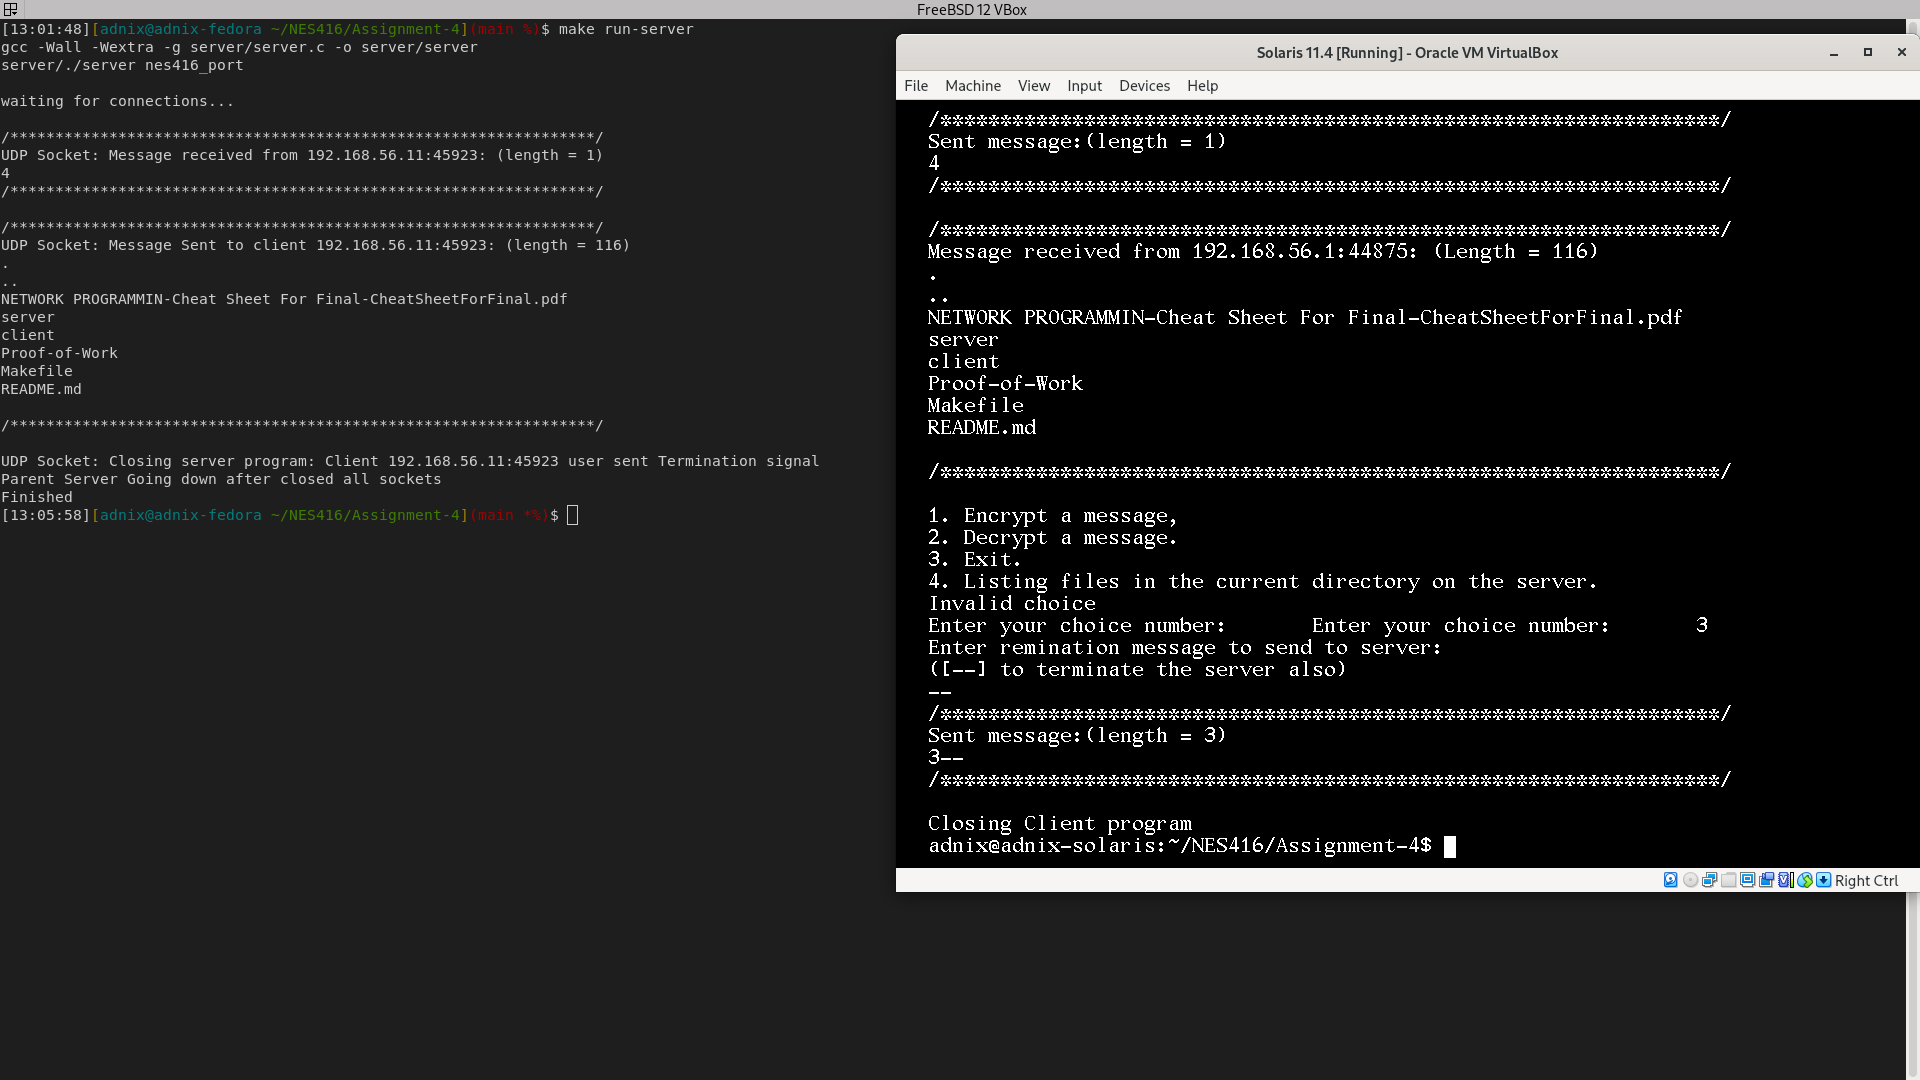 FreeBSD 12 VBox
[13:01:48][adnix@adnix-fedora ~/NES416/Assignment-4](main %)$ make run-server
gcc -Wall -Wextra -g server/server.c -o server/server
server/./server nes416_port
waiting for connections...
/*****************************************************************/
UDP Socket: Message received from 192.168.56.11:45923: (length = 1)
4
/*****************************************************************/
/*****************************************************************/
UDP Socket: Message Sent to client 192.168.56.11:45923: (length = 116)
.
..
NETWORK PROGRAMMIN-Cheat Sheet For Final-CheatSheetForFinal.pdf
server
client
Proof-of-Work
Makefile
README.md
/*****************************************************************/
UDP Socket: Closing server program: Client 192.168.56.11:45923 user sent Termination signal
Parent Server Going down after closed all sockets
Finished
[13:05:58][adnix@adnix-fedora ~/NES416/Assignment-4](main *%)$
Solaris 11.4 [Running] - Oracle VM VirtualBox
File Machine View Input Devices Help
/*****************************************************************/
Sent message:(length = 1)
4
/*****************************************************************/
/*****************************************************************/
Message received from 192.168.56.1:44875: (Length = 116)
.
..
NETWORK PROGRAMMIN-Cheat Sheet For Final-CheatSheetForFinal.pdf
server
client
Proof-of-Work
Makefile
README.md
/*****************************************************************/
1. Encrypt a message,
2. Decrypt a message.
3. Exit.
4. Listing files in the current directory on the server.
Invalid choice
Enter your choice number:       Enter your choice number:       3
Enter remination message to send to server:
([--] to terminate the server also)
--
/*****************************************************************/
Sent message:(length = 3)
3--
/*****************************************************************/
Closing Client program
adnix@adnix-solaris:~/NES416/Assignment-4$
Right Ctrl